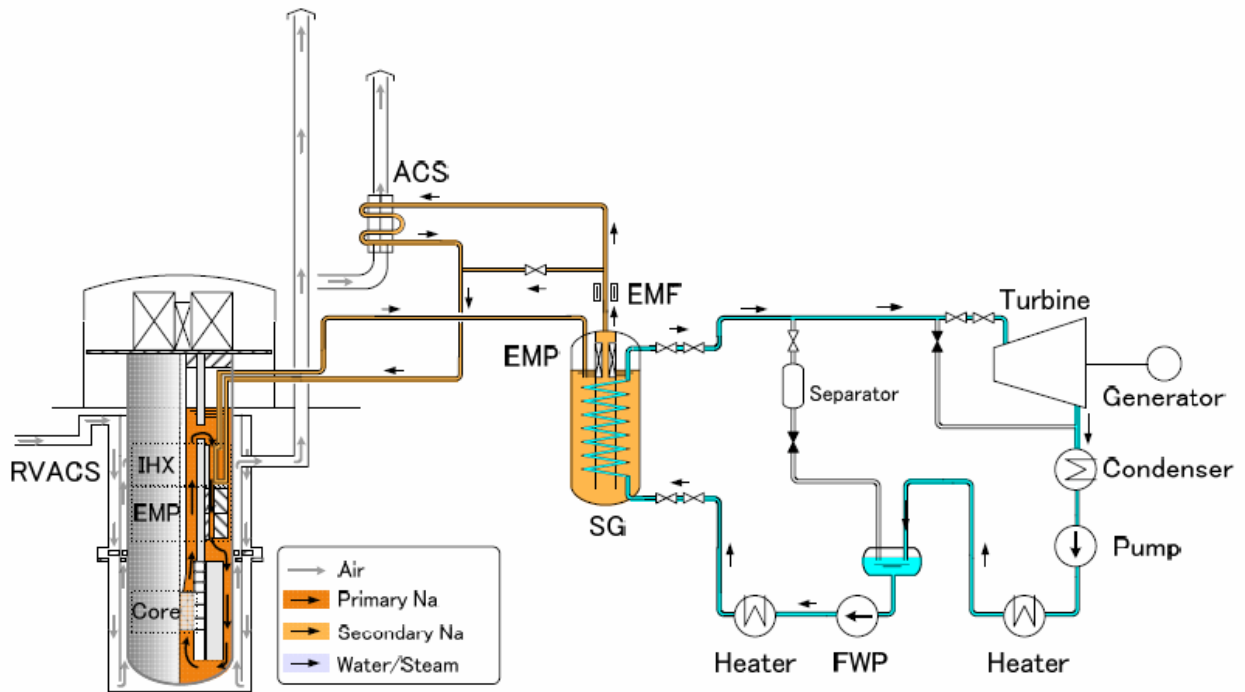 ACS
EMF
Turbine
EMP
Separator
Generator
RVACS
IHX
Condenser
EMP
SG
Pump
Air
Primary Na
Core
Secondary Na
Water/Steam
Heater
FWP
Heater